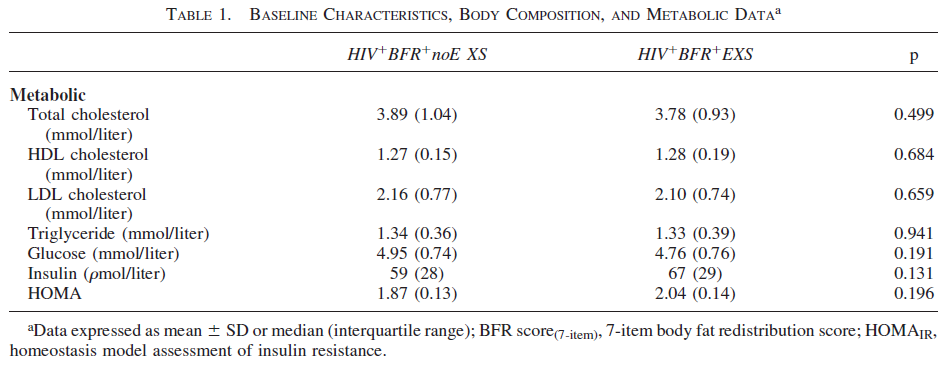 TABLE 1. BASELINE CHARACTERISTICS, BODY COMPOSITION, AND METABOLIC DATAa
HIV+BFR+noE XS HIV+BFR+EXS p
Metabolic
Total cholesterol 3.89 (1.04) 3.78 (0.93) 0.499
(mmol/liter)
HDL cholesterol 1.27 (0.15) 1.28 (0.19) 0.684
(mmol/liter)
LDL cholesterol 2.16 (0.77) 2.10 (0.74) 0.659
(mmol/liter)
Triglyceride (mmol/liter) 1.34 (0.36) 1.33 (0.39) 0.941
Glucose (mmol/liter) 4.95 (0.74) 4.76 (0.76) 0.191
Insulin (ρmol/liter) 59 (28) 67 (29) 0.131
HOMA 1.87 (0.13) 2.04 (0.14) 0.196
aData expressed as mean ± SD or median (interquartile range); BFR score(7-item), 7-item body fat redistribution score; HOMAIR,
homeostasis model assessment of insulin resistance.